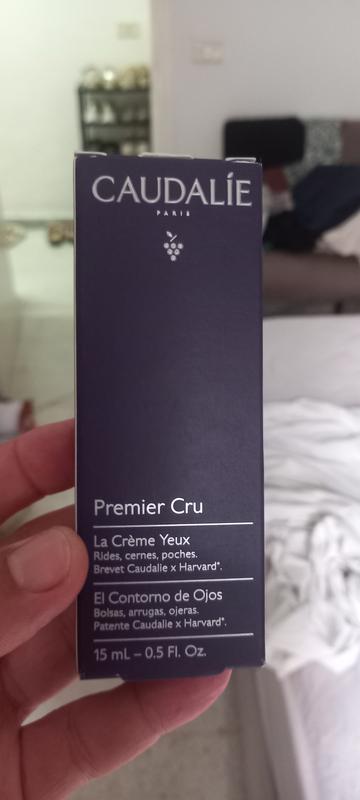 CAUDALÍE
PARIS
Premier Cru
La Crème Yeux
Rides, cernes, poches.
Brevet Caudalie x Harvard*.
El Contorno de Ojos
Bolsas, arrugas, ojeras.
Patente Caudalie x Harvard*.
15 mL – 0.5 Fl. Oz.